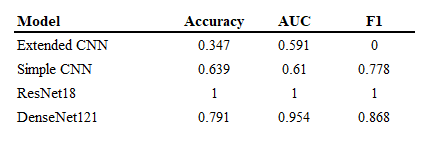 Model Accuracy AUC F1
Extended CNN 0.347 0.591 0
Simple CNN 0.639 0.61 0.778
ResNet18 1 1 1
DenseNet121 0.791 0.954 0.868